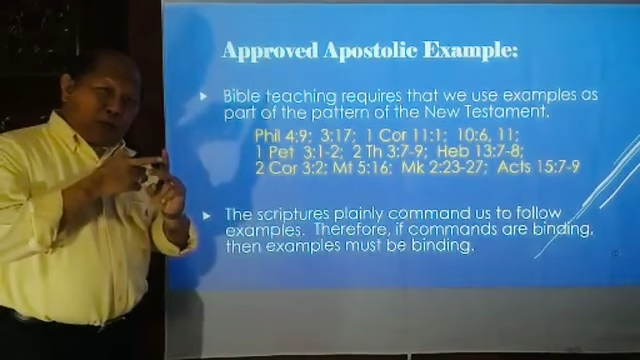 Approved Apostolic Example:
Bible teaching requires that we use examples as
part of the pattern of the New Testament.
Phil 4:9; 3:17; 1 Cor 11:1; 10:6, 11;
1 Pet 3:1-2; 2 Th 3:7-9; Heb 13:7-8;
2 Cor 3:2; Mt 5:16; Mk 2:23-27; Acts 15:7-9
The scriptures plainly command us to follow
examples. Therefore, if commands are binding,
then examples must be binding.